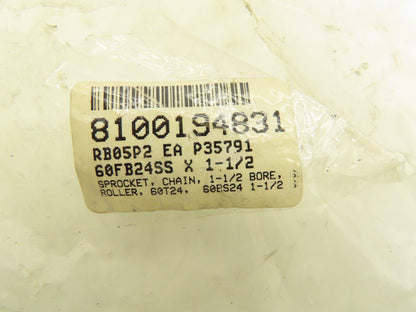 8100194831
RB05P2 EA P35791
60FB24SS X 1-1/2
SPROCKET, CHAIN, 1-1/2 BORE,
ROLLER, 60T24, 60BS24 1-1/2